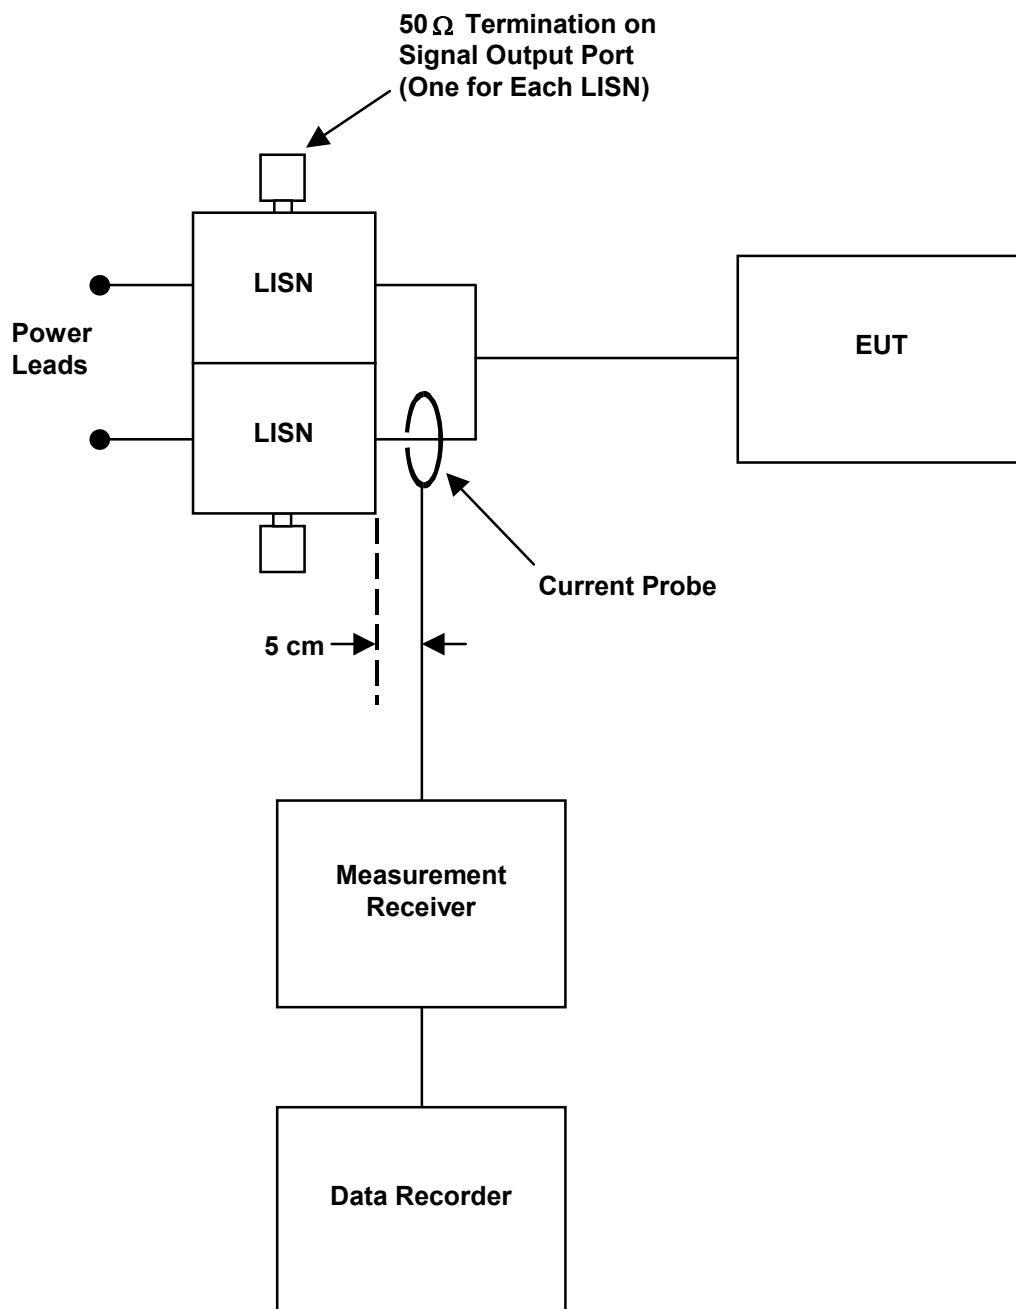 50 Ω Termination on
Signal Output Port
(One for Each LISN)
LISN
Power
Leads
EUT
LISN
Current Probe
5 cm
Measurement
Receiver
Data Recorder